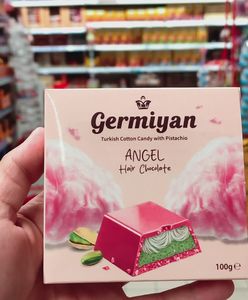 Germiyan
Turkish Cotton Candy with Pistachio
ANGEL
Hair Chocolate
100g℮